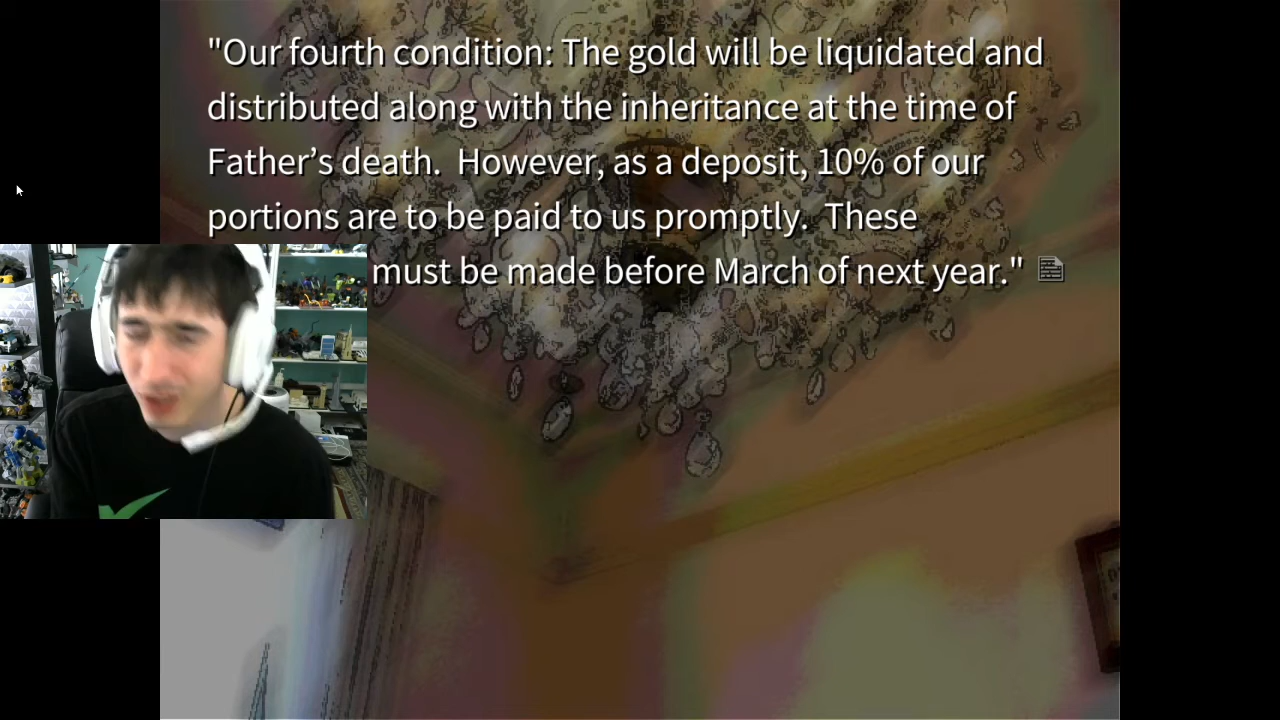 "Our fourth condition: The gold will be liquidated and
distributed along with the inheritance at the time of
Father’s death.  However, as a deposit, 10% of our
portions are to be paid to us promptly.  These
must be made before March of next year."